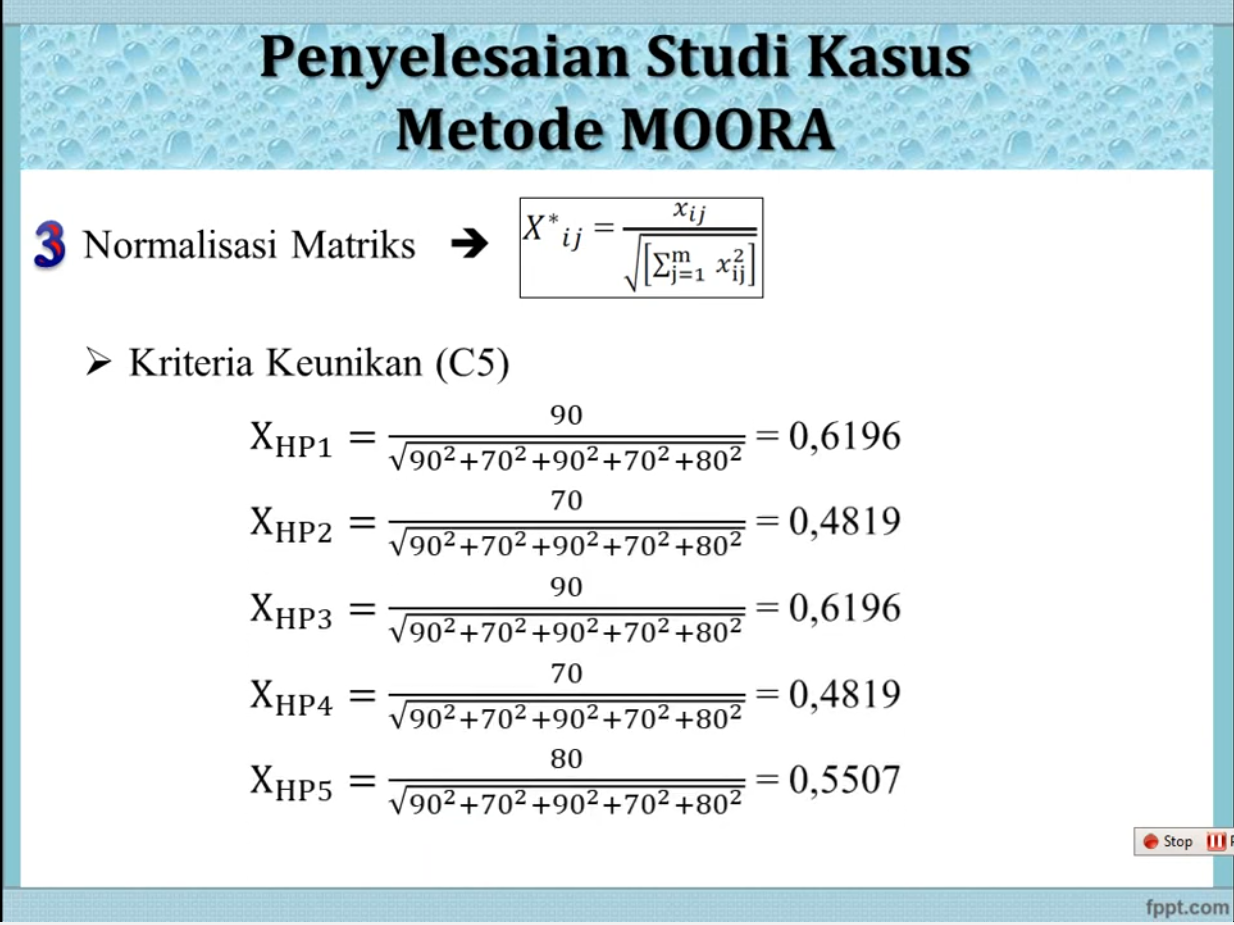 Penyelesaian Studi Kasus
Metode MOORA
3 Normalisasi Matriks ➔ X*ij = xij / √[∑j=1^m xij²]
➢ Kriteria Keunikan (C5)
XHP1 = 90 / √90²+70²+90²+70²+80² = 0,6196
XHP2 = 70 / √90²+70²+90²+70²+80² = 0,4819
XHP3 = 90 / √90²+70²+90²+70²+80² = 0,6196
XHP4 = 70 / √90²+70²+90²+70²+80² = 0,4819
XHP5 = 80 / √90²+70²+90²+70²+80² = 0,5507
Stop
fppt.com